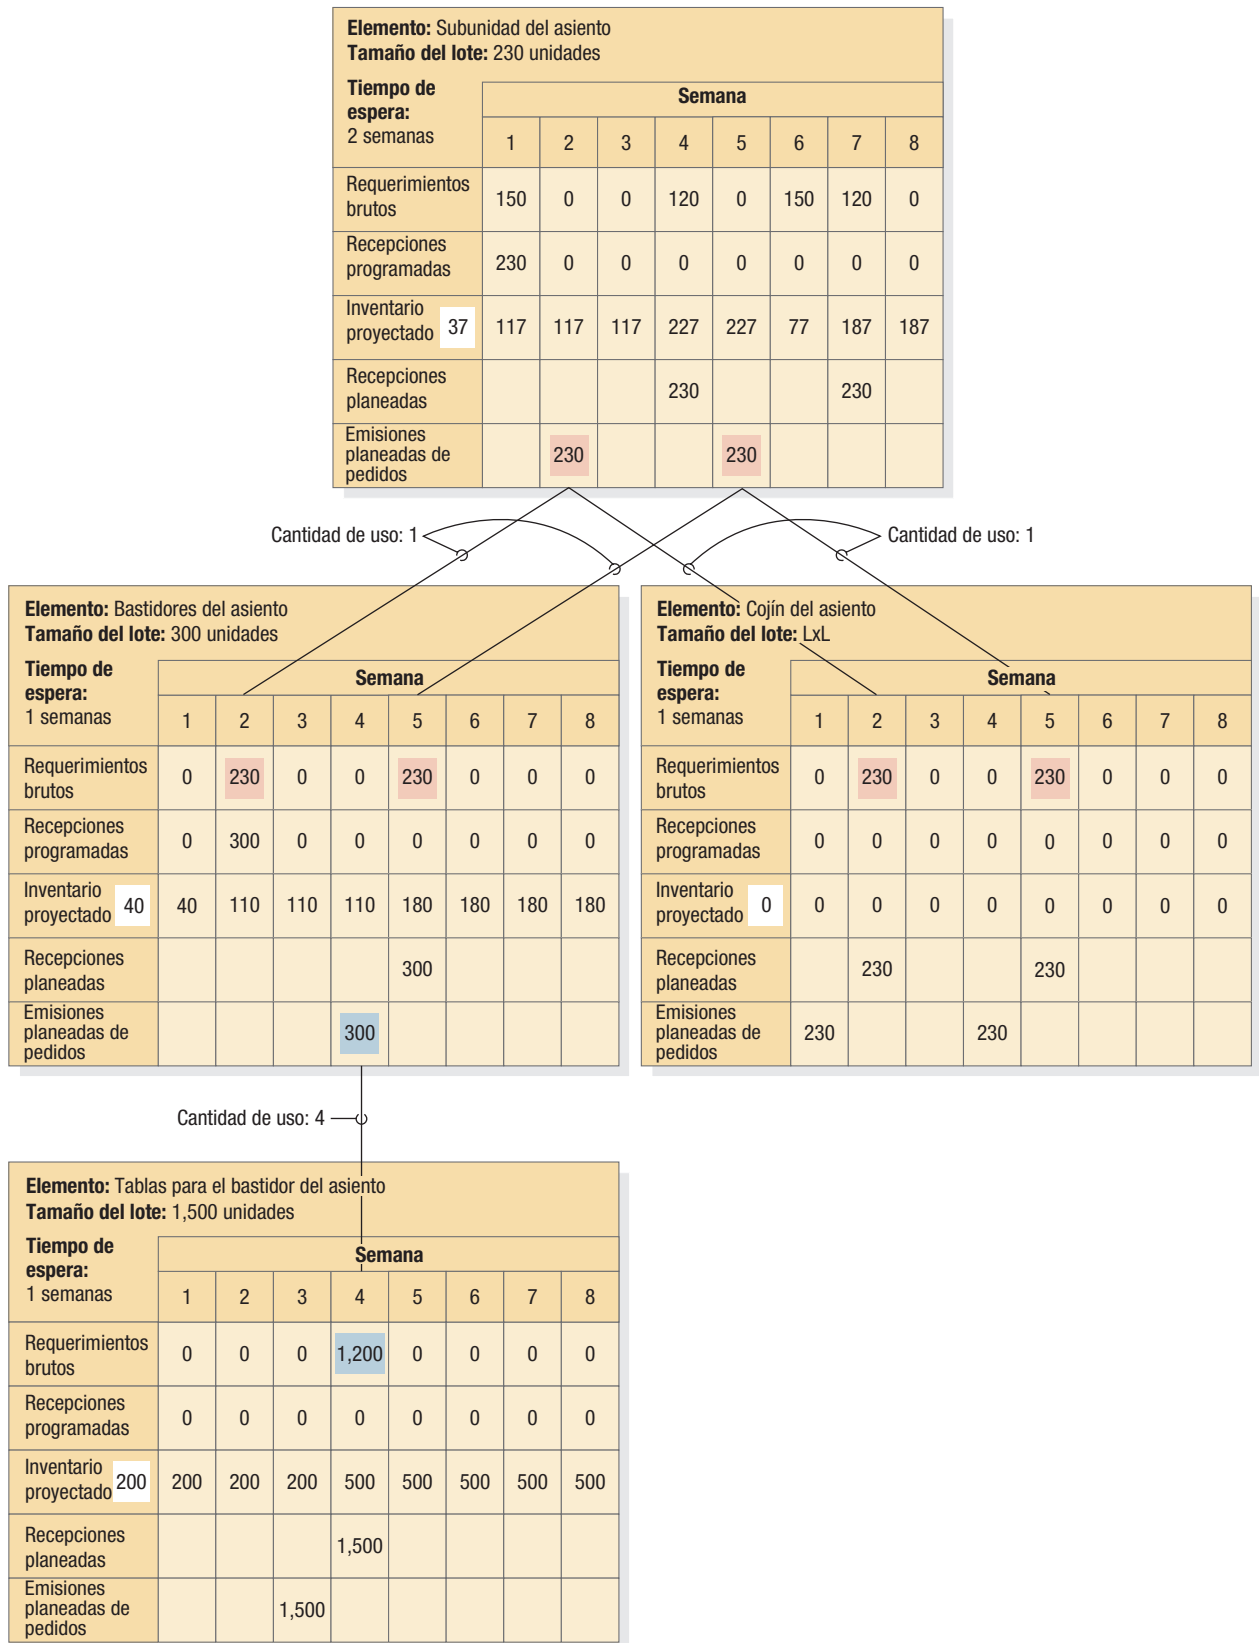 Elemento: Subunidad del asiento
Tamaño del lote: 230 unidades
Tiempo de
espera:
2 semanas
Semana
1 2 3 4 5 6 7 8
Requerimientos
brutos
150 0 0 120 0 150 120 0
Recepciones
programadas
230 0 0 0 0 0 0 0
Inventario
proyectado 37
117 117 117 227 227 77 187 187
Recepciones
planeadas
230 230
Emisiones
planeadas de
pedidos
230 230
Cantidad de uso: 1
Cantidad de uso: 1
Elemento: Bastidores del asiento
Tamaño del lote: 300 unidades
Tiempo de
espera:
1 semanas
Semana
1 2 3 4 5 6 7 8
Requerimientos
brutos
0 230 0 0 230 0 0 0
Recepciones
programadas
0 300 0 0 0 0 0 0
Inventario
proyectado 40
40 110 110 110 180 180 180 180
Recepciones
planeadas
300
Emisiones
planeadas de
pedidos
300
Elemento: Cojín del asiento
Tamaño del lote: LxL
Tiempo de
espera:
1 semanas
Semana
1 2 3 4 5 6 7 8
Requerimientos
brutos
0 230 0 0 230 0 0 0
Recepciones
programadas
0 0 0 0 0 0 0 0
Inventario
proyectado 0
0 0 0 0 0 0 0 0
Recepciones
planeadas
230 230
Emisiones
planeadas de
pedidos
230 230
Cantidad de uso: 4
Elemento: Tablas para el bastidor del asiento
Tamaño del lote: 1,500 unidades
Tiempo de
espera:
1 semanas
Semana
1 2 3 4 5 6 7 8
Requerimientos
brutos
0 0 0 1,200 0 0 0 0
Recepciones
programadas
0 0 0 0 0 0 0 0
Inventario
proyectado 200
200 200 200 500 500 500 500 500
Recepciones
planeadas
1,500
Emisiones
planeadas de
pedidos
1,500